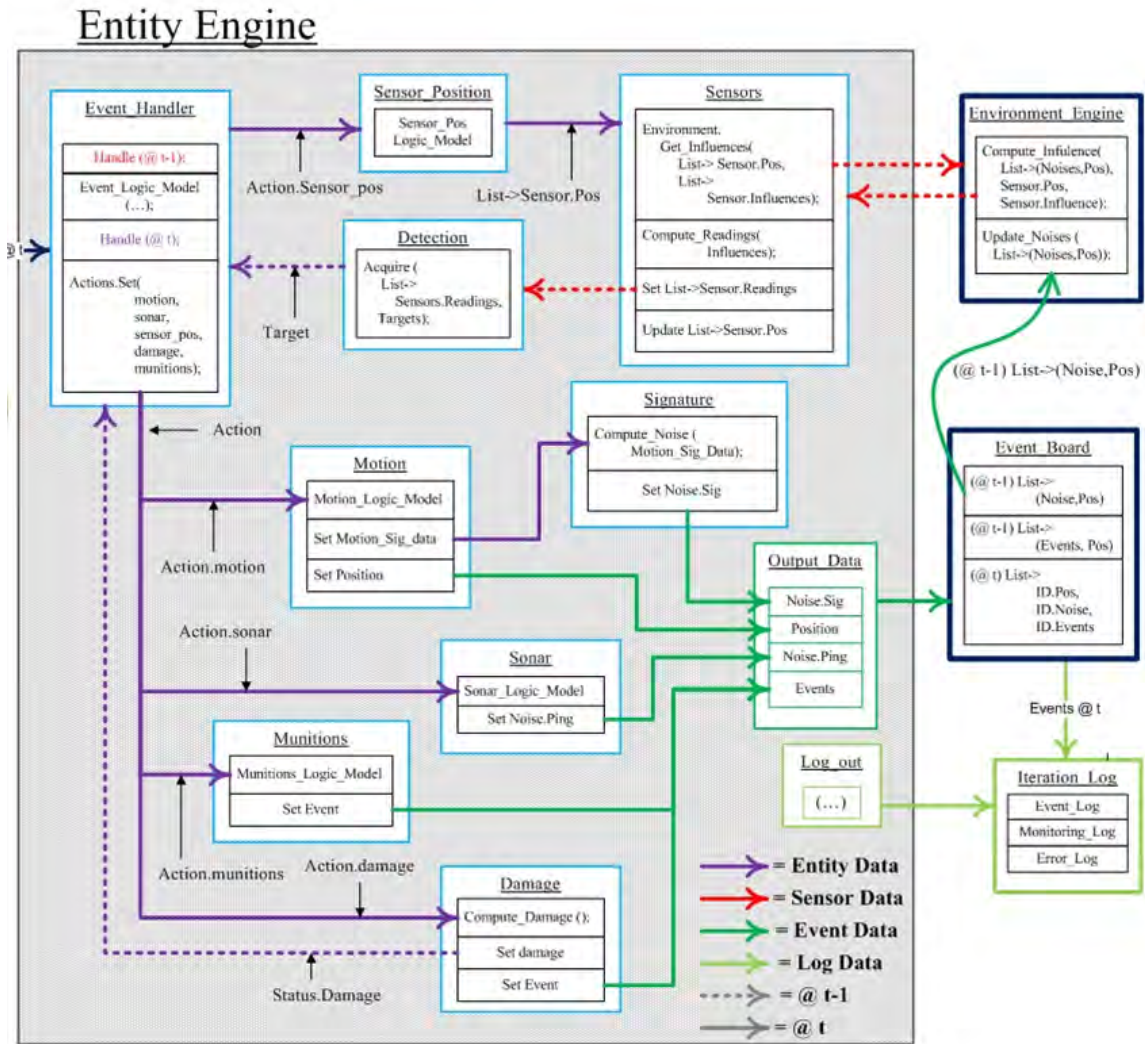 Entity Engine
Event_Handler
Handle (@ t-1);
Event_Logic_Model
(…);
Handle (@ t);
Actions.Set(
motion,
sonar,
sensor_pos,
damage,
munitions);
@ t
Action.Sensor_pos
Sensor_Position
Sensor_Pos
Logic_Model
List->Sensor.Pos
Sensors
Environment.
Get_Influences(
List-> Sensor.Pos,
List->
Sensor.Influences);
Compute_Readings(
Influences);
Set List->Sensor.Readings
Update List->Sensor.Pos
Environment_Engine
Compute_Infulence(
List->(Noises,Pos),
Sensor.Pos,
Sensor.Influence);
Update_Noises (
List->(Noises,Pos));
Detection
Acquire (
List->
Sensors.Readings,
Targets);
Target
(@ t-1) List->(Noise,Pos)
Action
Signature
Compute_Noise (
Motion_Sig_Data);
Set Noise.Sig
Motion
Motion_Logic_Model
Set Motion_Sig_data
Set Position
Action.motion
Event_Board
(@ t-1) List->
(Noise,Pos)
(@ t-1) List->
(Events, Pos)
(@ t) List->
ID.Pos,
ID.Noise,
ID.Events
Output_Data
Noise.Sig
Position
Noise.Ping
Events
Action.sonar
Sonar
Sonar_Logic_Model
Set Noise.Ping
Events @ t
Munitions
Munitions_Logic_Model
Set Event
Action.munitions
Log_out
(…)
Iteration_Log
Event_Log
Monitoring_Log
Error_Log
Action.damage
Damage
Compute_Damage ();
Set damage
Set Event
Status.Damage
= Entity Data
= Sensor Data
= Event Data
= Log Data
= @ t-1
= @ t